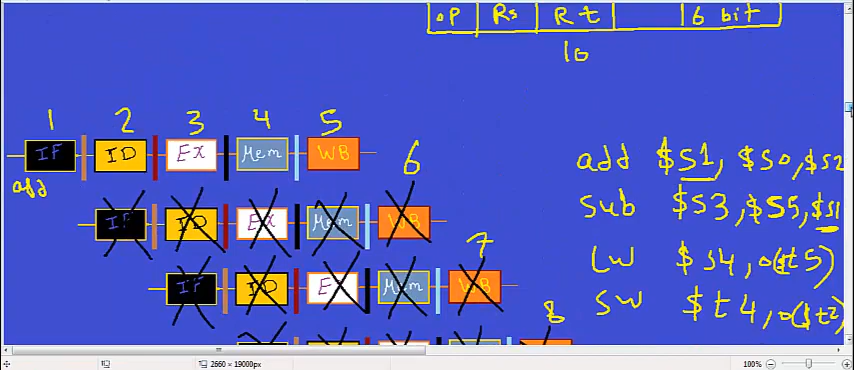 OP Rs Rt 16 bit
10
1 2 3 4 5
IF ID EX Mem WB
add
6
IF ID EX Mem WB
7
IF ID EX Mem WB
8
add $S1, $S0, $S2
sub $S3, $S5, $S1
LW $S4, 0($t5)
SW $t4, 0($t2)
2660 × 19000px
100%